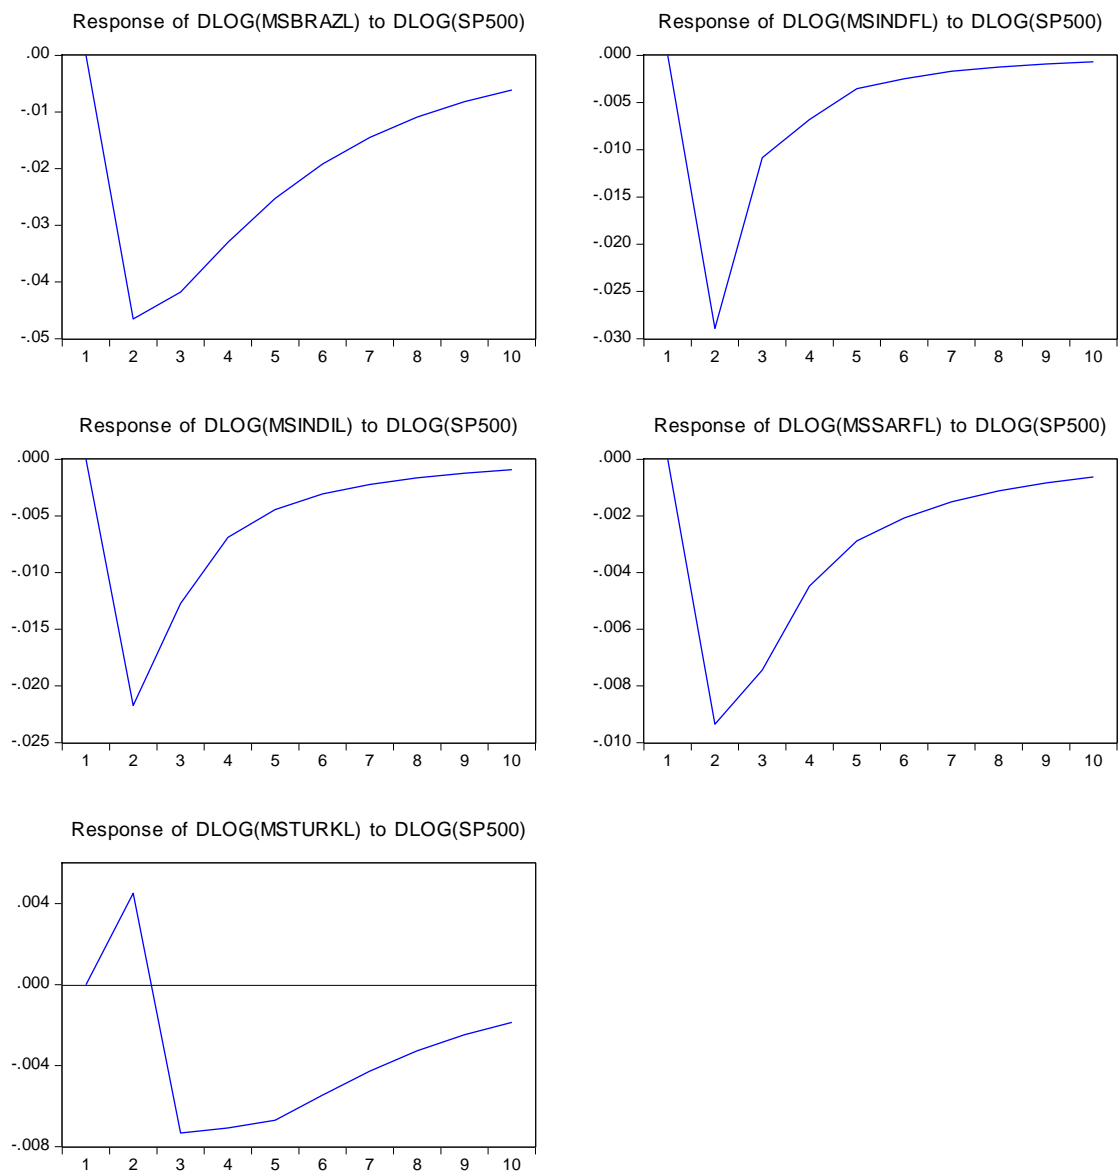 Response of DLOG(MSBRAZL) to DLOG(SP500)
.00
-.01
-.02
-.03
-.04
-.05
1 2 3 4 5 6 7 8 9 10
Response of DLOG(MSINDFL) to DLOG(SP500)
.000
-.005
-.010
-.015
-.020
-.025
-.030
1 2 3 4 5 6 7 8 9 10
Response of DLOG(MSINDIL) to DLOG(SP500)
.000
-.005
-.010
-.015
-.020
-.025
1 2 3 4 5 6 7 8 9 10
Response of DLOG(MSSARFL) to DLOG(SP500)
.000
-.002
-.004
-.006
-.008
-.010
1 2 3 4 5 6 7 8 9 10
Response of DLOG(MSTURKL) to DLOG(SP500)
.004
.000
-.004
-.008
1 2 3 4 5 6 7 8 9 10